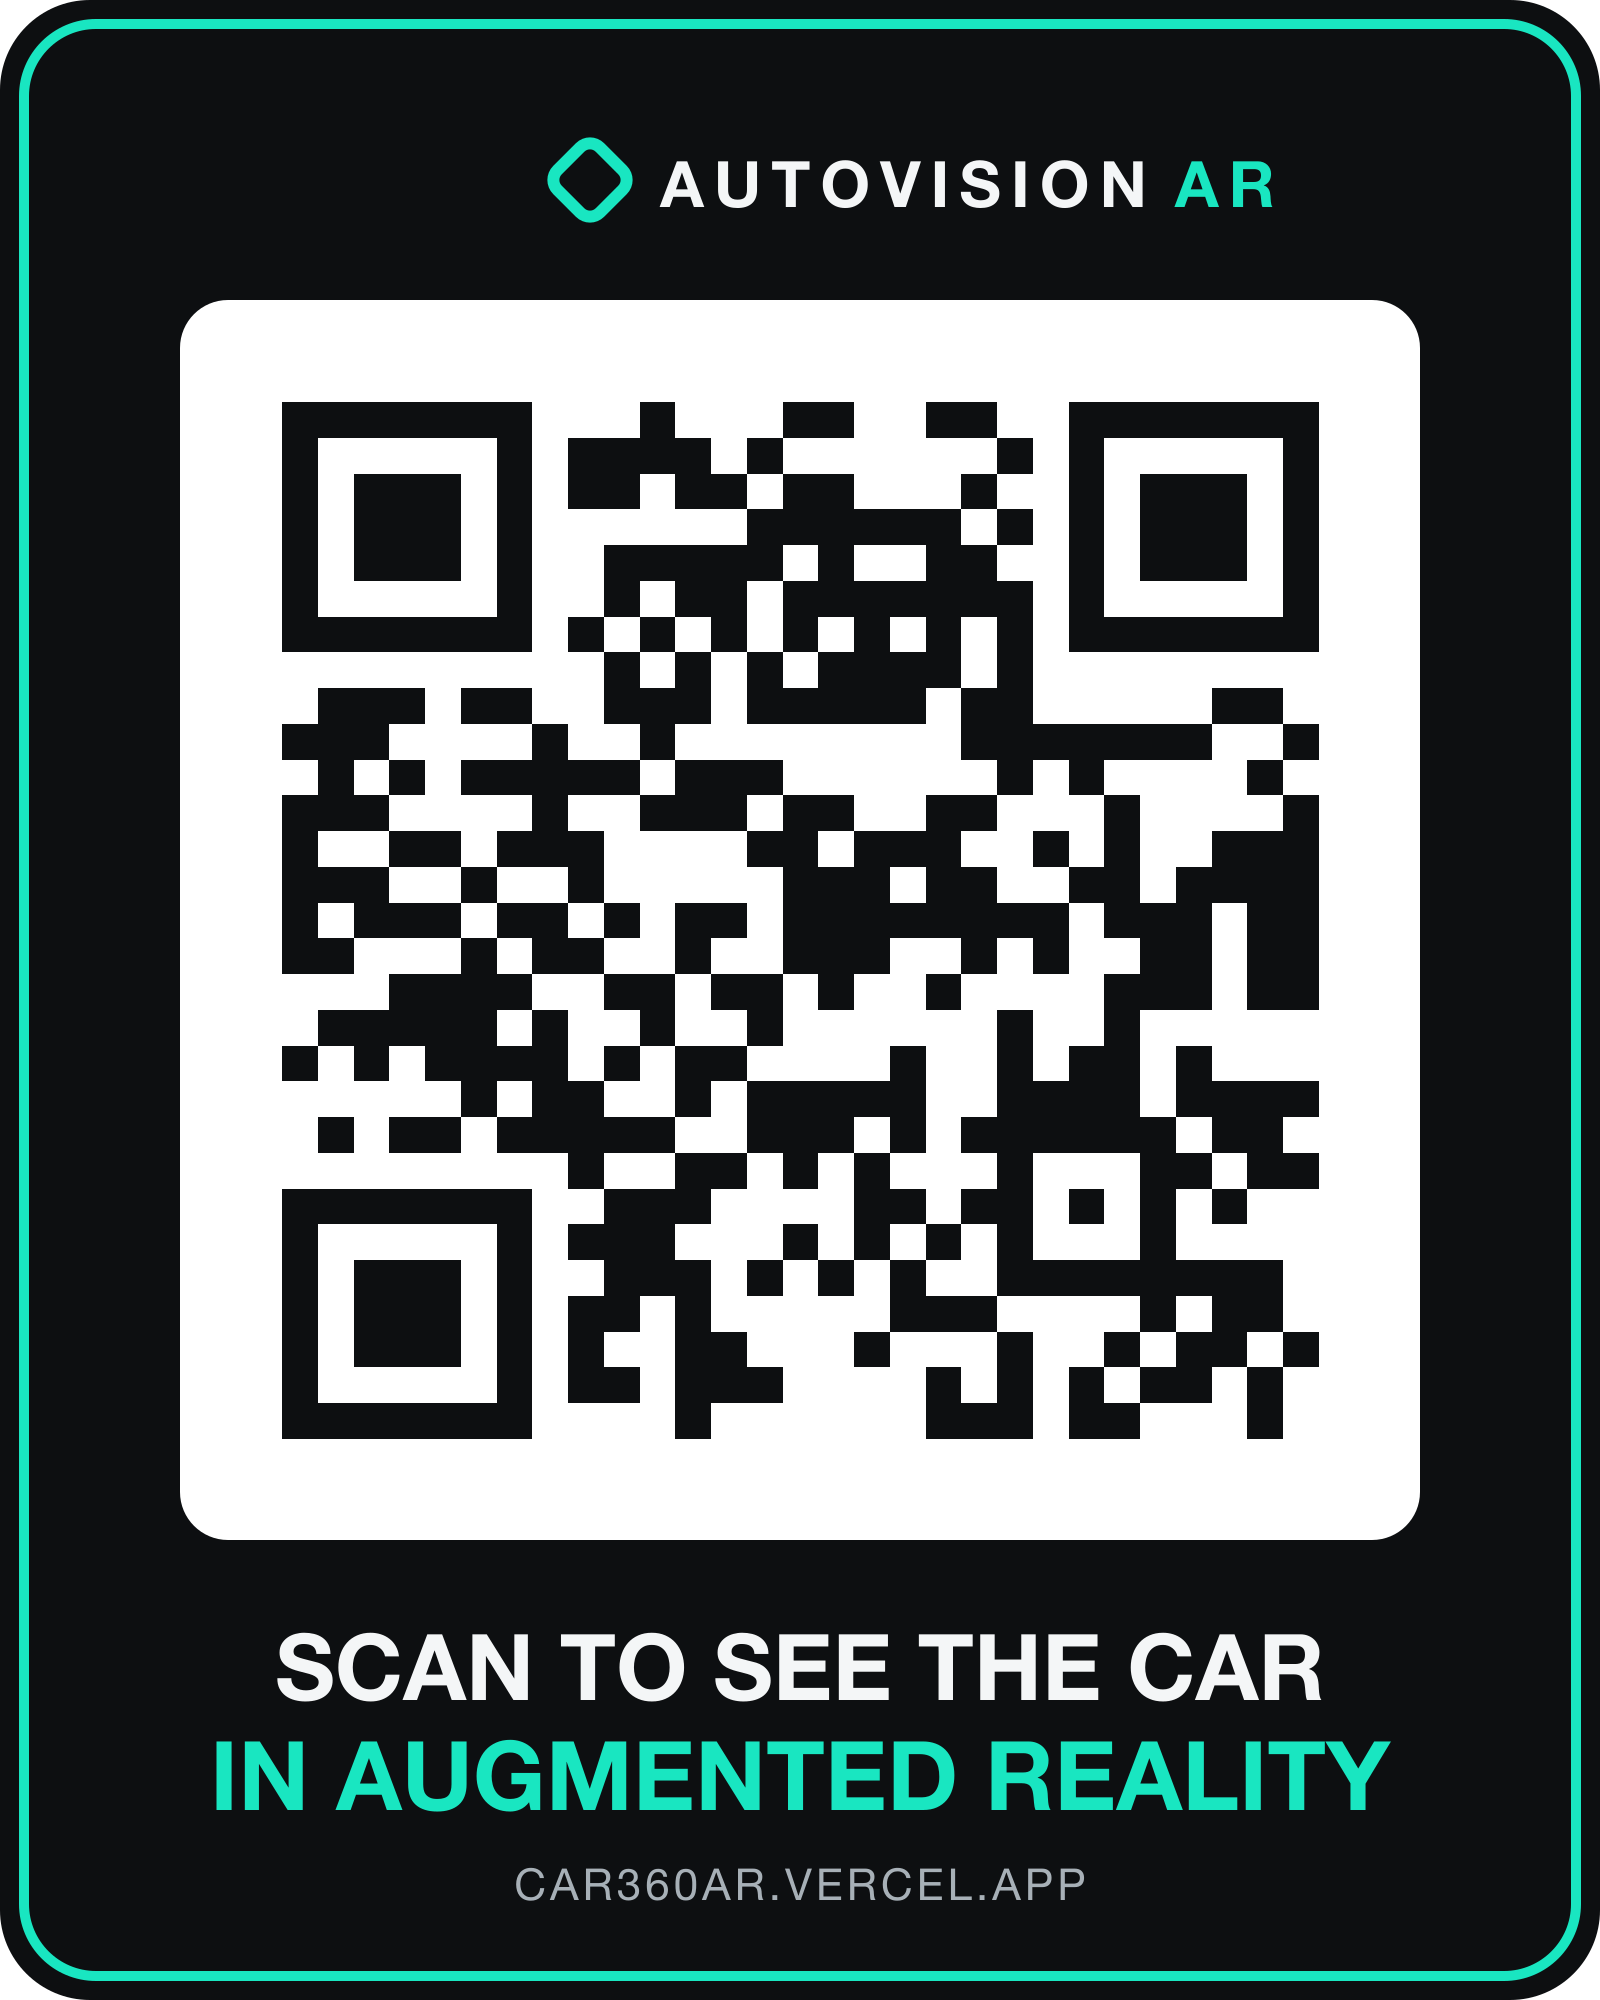 AUTOVISION AR
SCAN TO SEE THE CAR
IN AUGMENTED REALITY
CAR360AR.VERCEL.APP